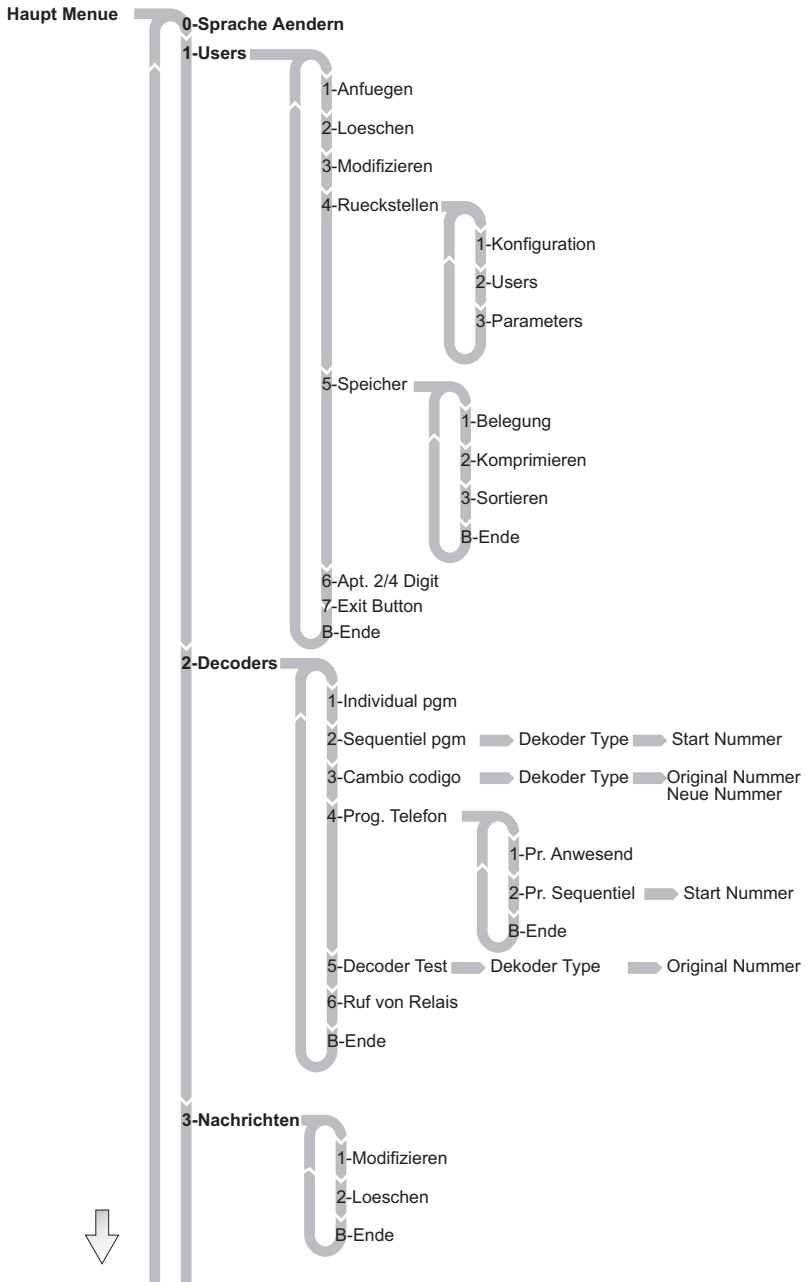 Haupt Menue
0-Sprache Aendern
1-Users
1-Anfuegen
2-Loeschen
3-Modifizieren
4-Rueckstellen
1-Konfiguration
2-Users
3-Parameters
5-Speicher
1-Belegung
2-Komprimieren
3-Sortieren
B-Ende
6-Apt. 2/4 Digit
7-Exit Button
B-Ende
2-Decoders
1-Individual pgm
2-Sequentiel pgm Dekoder Type Start Nummer
3-Cambio codigo Dekoder Type Original Nummer
Neue Nummer
4-Prog. Telefon
1-Pr. Anwesend
2-Pr. Sequentiel Start Nummer
B-Ende
5-Decoder Test Dekoder Type Original Nummer
6-Ruf von Relais
B-Ende
3-Nachrichten
1-Modifizieren
2-Loeschen
B-Ende